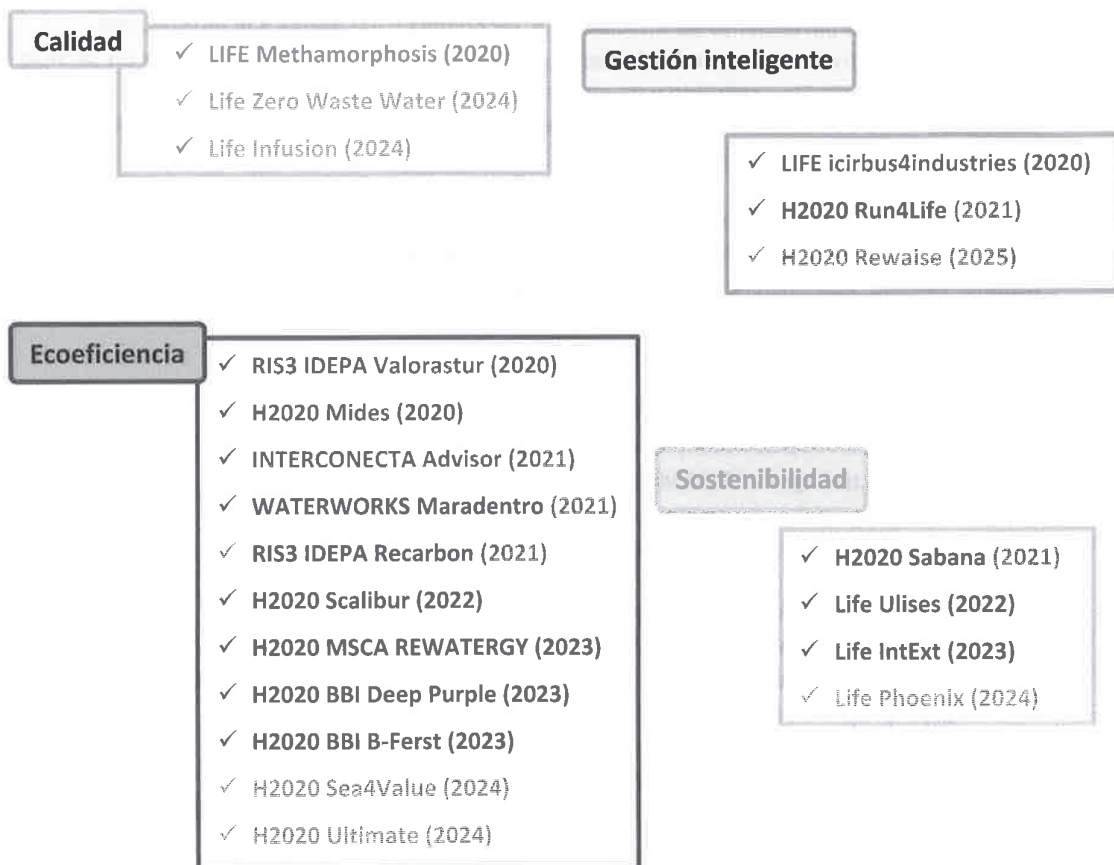 Calidad
✓ LIFE Methamorphosis (2020)
✓ Life Zero Waste Water (2024)
✓ Life Infusion (2024)
Gestión inteligente
✓ LIFE icirbus4industries (2020)
✓ H2020 Run4Life (2021)
✓ H2020 Rewaise (2025)
Ecoeficiencia
✓ RIS3 IDEPA Valorastur (2020)
✓ H2020 Mides (2020)
✓ INTERCONECTA Advisor (2021)
✓ WATERWORKS Maradentro (2021)
✓ RIS3 IDEPA Recarbon (2021)
✓ H2020 Scalibur (2022)
✓ H2020 MSCA REWATERGY (2023)
✓ H2020 BBI Deep Purple (2023)
✓ H2020 BBI B-Ferst (2023)
✓ H2020 Sea4Value (2024)
✓ H2020 Ultimate (2024)
Sostenibilidad
✓ H2020 Sabana (2021)
✓ Life Ulises (2022)
✓ Life IntExt (2023)
✓ Life Phoenix (2024)